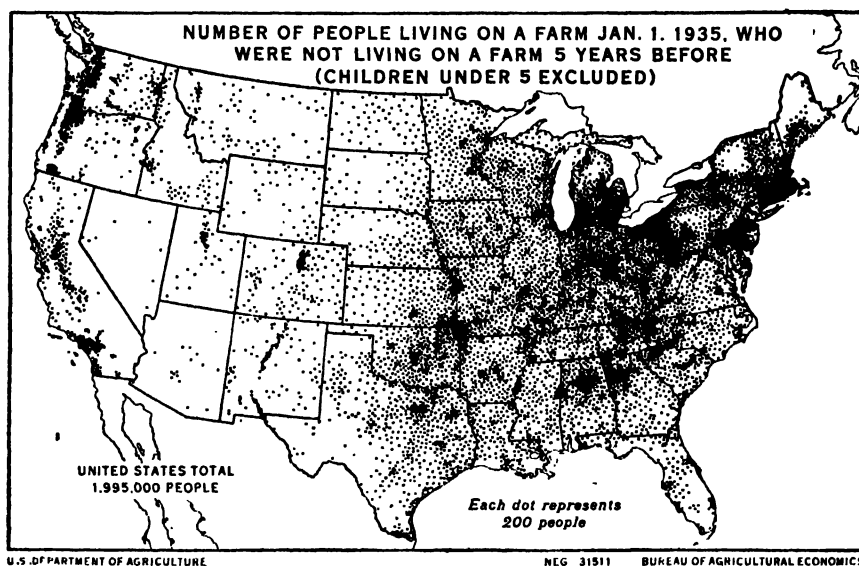 NUMBER OF PEOPLE LIVING ON A FARM JAN. 1. 1935, WHO
WERE NOT LIVING ON A FARM 5 YEARS BEFORE
(CHILDREN UNDER 5 EXCLUDED)
UNITED STATES TOTAL
1.995,000 PEOPLE
Each dot represents
200 people
U.S. DEPARTMENT OF AGRICULTURE NEG 31511 BUREAU OF AGRICULTURAL ECONOMICS